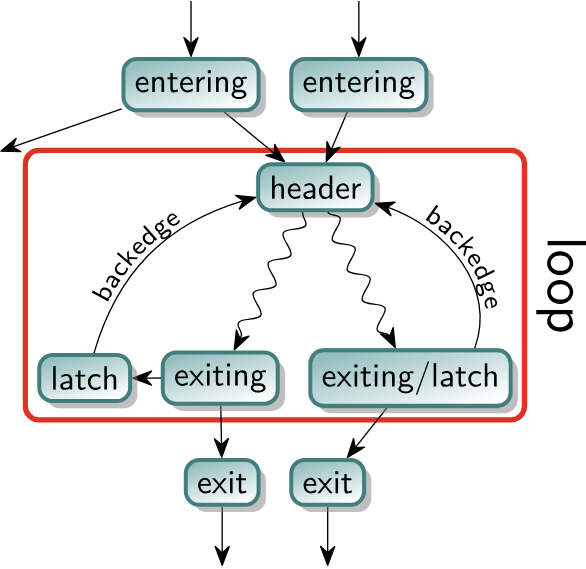 entering
entering
header
backedge
backedge
loop
latch
exiting
exiting/latch
exit
exit